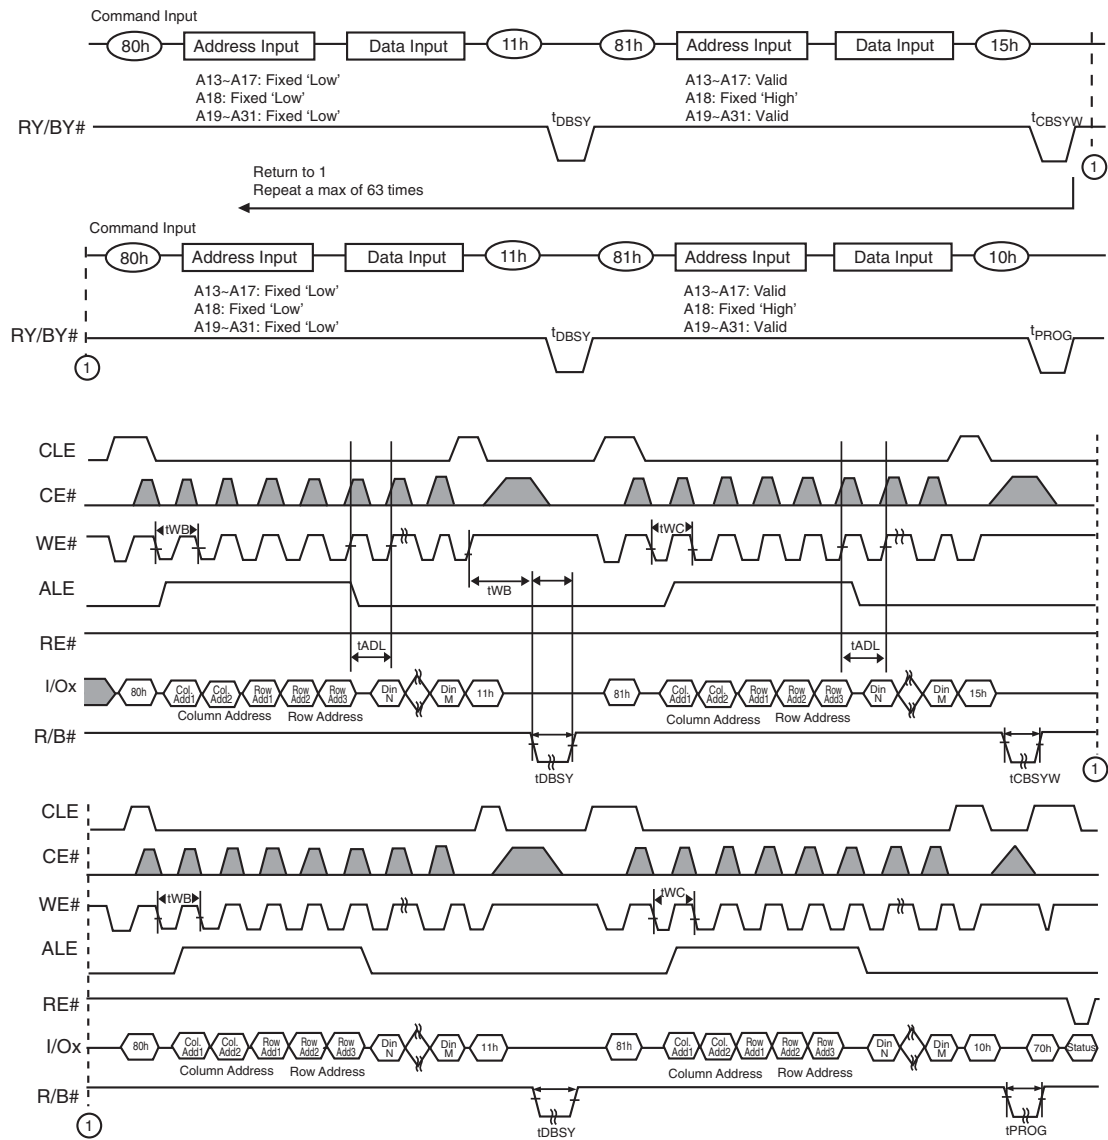 Command Input
80h Address Input Data Input 11h 81h Address Input Data Input 15h
A13~A17: Fixed ‘Low’ A13~A17: Valid
A18: Fixed ‘Low’ A18: Fixed ‘High’
A19~A31: Fixed ‘Low’ A19~A31: Valid
RY/BY# tDBSY tCBSYW
1
Return to 1
Repeat a max of 63 times
Command Input
80h Address Input Data Input 11h 81h Address Input Data Input 10h
A13~A17: Fixed ‘Low’ A13~A17: Valid
A18: Fixed ‘Low’ A18: Fixed ‘High’
A19~A31: Fixed ‘Low’ A19~A31: Valid
RY/BY# tDBSY tPROG
1
CLE
CE#
WE# tWB tWC
ALE tWB
RE#
tADL tADL
I/Ox 80h Col. Add1 Col. Add2 Row Add1 Row Add2 Row Add3 Din N Din M 11h 81h Col. Add1 Col. Add2 Row Add1 Row Add2 Row Add3 Din N Din M 15h
Column Address Row Address Column Address Row Address
R/B#
tDBSY tCBSYW 1
CLE
CE#
WE# tWB tWC
ALE
RE#
I/Ox 80h Col. Add1 Col. Add2 Row Add1 Row Add2 Row Add3 Din N Din M 11h 81h Col. Add1 Col. Add2 Row Add1 Row Add2 Row Add3 Din N Din M 10h 70h Status
Column Address Row Address Column Address Row Address
R/B#
1 tDBSY tPROG